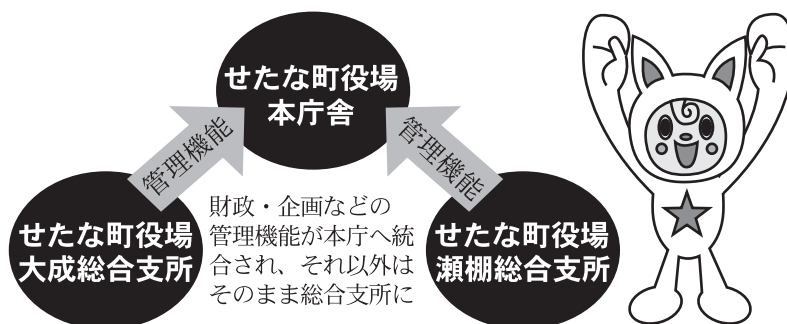 せたな町役場
本庁舎
管理機能
管理機能
せたな町役場
大成総合支所
財政・企画などの
管理機能が本庁へ統
合され、それ以外は
そのまま総合支所に
せたな町役場
瀬棚総合支所